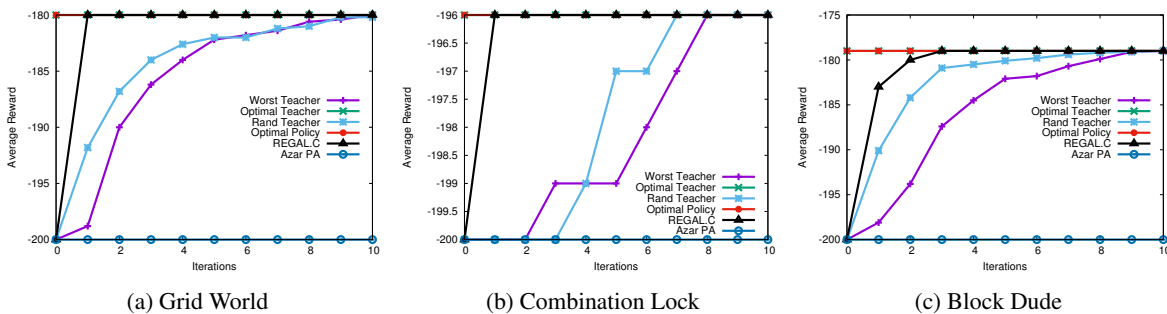 -180
-185
-190
-195
-200
0 2 4 6 8 10
Average Reward
Iterations
Worst Teacher
Optimal Teacher
Rand Teacher
Optimal Policy
REGAL.C
Azar PA
(a) Grid World
-196
-196.5
-197
-197.5
-198
-198.5
-199
-199.5
-200
0 2 4 6 8 10
Average Reward
Iterations
Worst Teacher
Optimal Teacher
Rand Teacher
Optimal Policy
REGAL.C
Azar PA
(b) Combination Lock
-175
-180
-185
-190
-195
-200
0 2 4 6 8 10
Average Reward
Iterations
Worst Teacher
Optimal Teacher
Rand Teacher
Optimal Policy
REGAL.C
Azar PA
(c) Block Dude